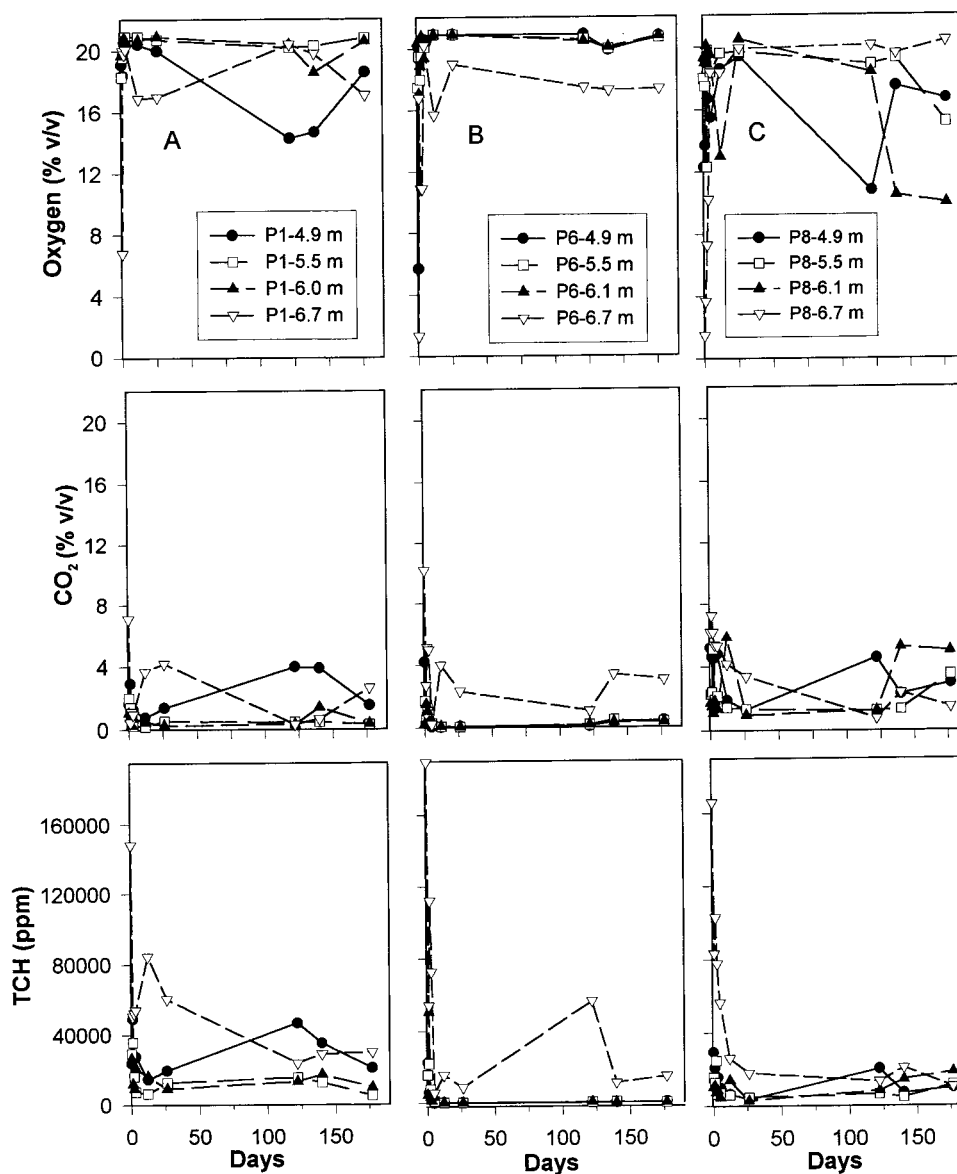 20
16
12
8
4
0
Oxygen (% v/v)
A
P1-4.9 m
P1-5.5 m
P1-6.0 m
P1-6.7 m
B
P6-4.9 m
P6-5.5 m
P6-6.1 m
P6-6.7 m
C
P8-4.9 m
P8-5.5 m
P8-6.1 m
P8-6.7 m
20
16
12
8
4
0
CO₂ (% v/v)
160000
120000
80000
40000
0
TCH (ppm)
0 50 100 150
0 50 100 150
0 50 100 150
Days
Days
Days